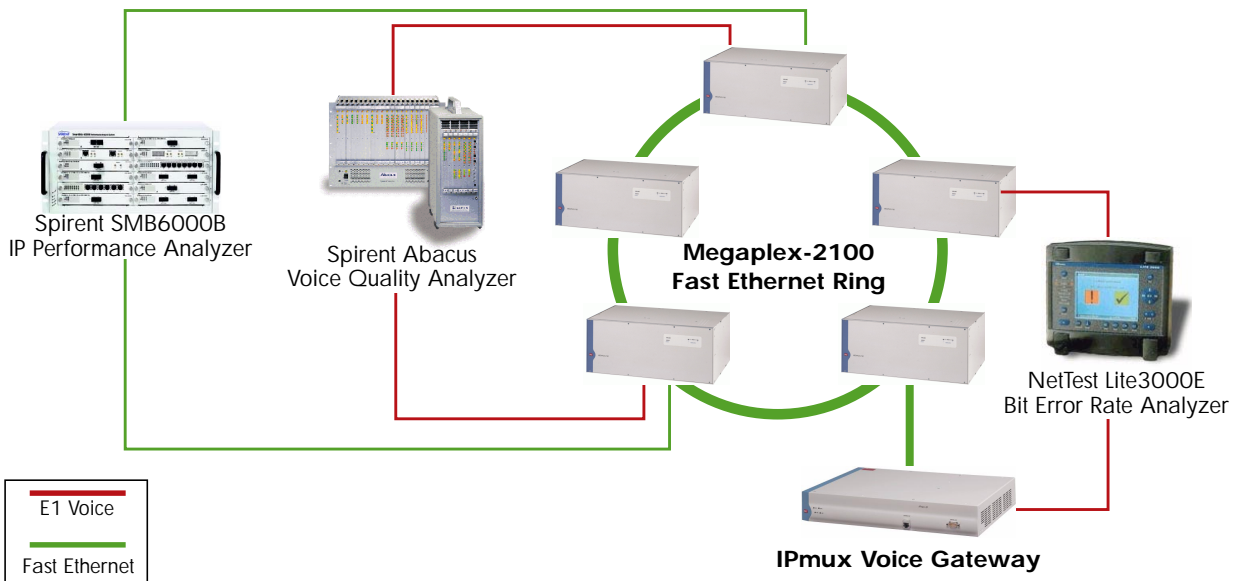 Spirent SMB6000B
IP Performance Analyzer
Spirent Abacus
Voice Quality Analyzer
Megaplex-2100
Fast Ethernet Ring
NetTest Lite3000E
Bit Error Rate Analyzer
IPmux Voice Gateway
E1 Voice
Fast Ethernet